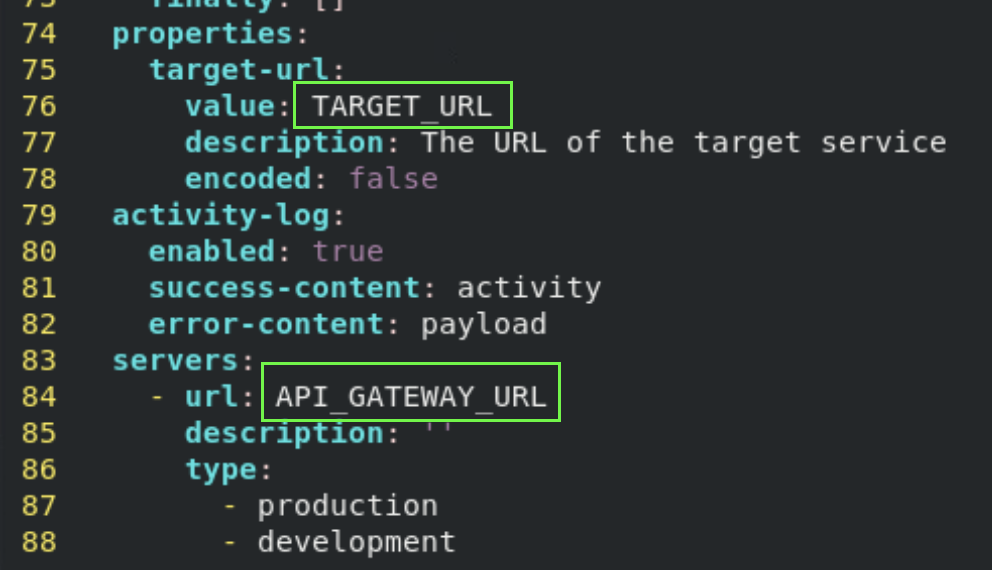 74 properties:
75 target-url:
76 value: TARGET_URL
77 description: The URL of the target service
78 encoded: false
79 activity-log:
80 enabled: true
81 success-content: activity
82 error-content: payload
83 servers:
84 - url: API_GATEWAY_URL
85 description: ''
86 type:
87 - production
88 - development